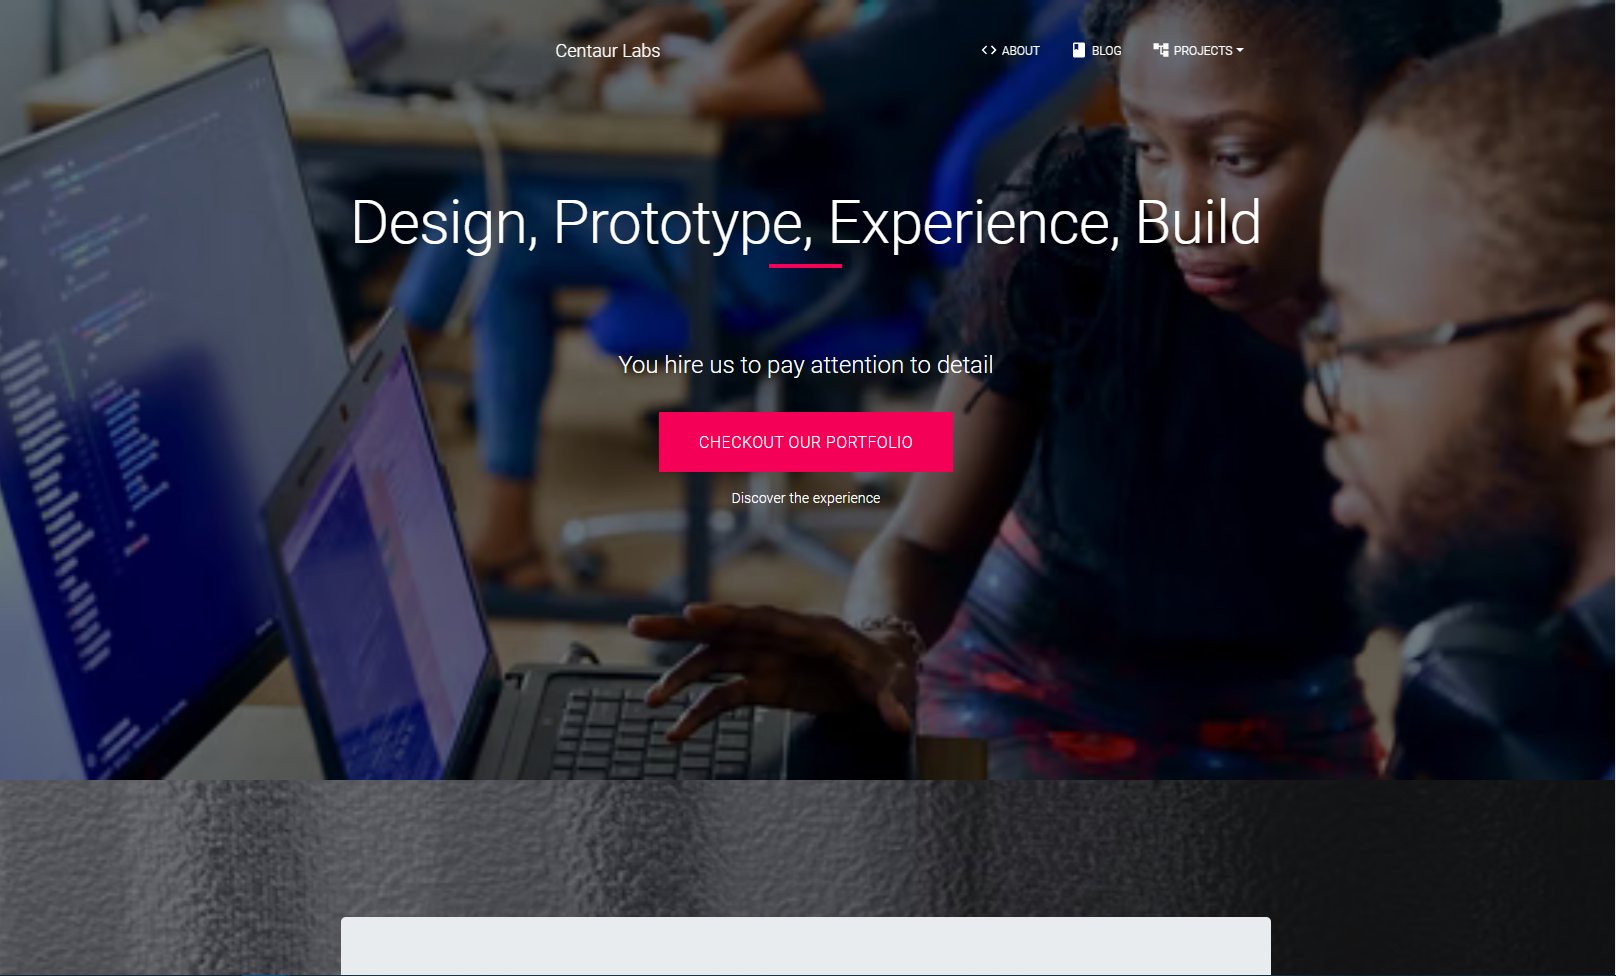 Centaur Labs
ABOUT
BLOG
PROJECTS
Design, Prototype, Experience, Build
You hire us to pay attention to detail
CHECKOUT OUR PORTFOLIO
Discover the experience